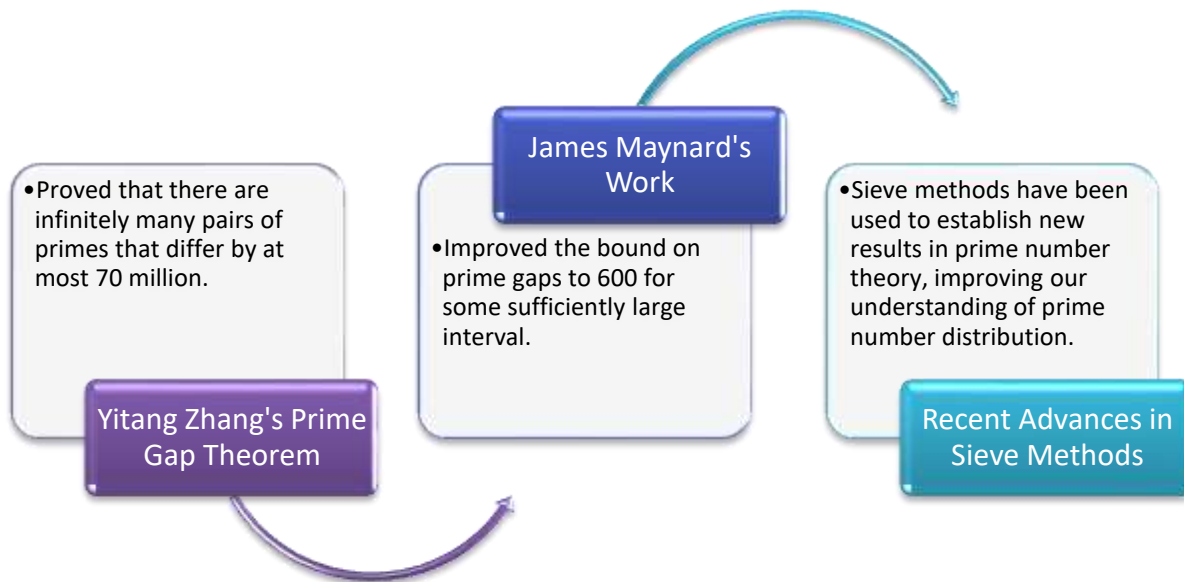 •Proved that there are
infinitely many pairs of
primes that differ by at
most 70 million.
Yitang Zhang's Prime
Gap Theorem
James Maynard's
Work
•Improved the bound on
prime gaps to 600 for
some sufficiently large
interval.
•Sieve methods have been
used to establish new
results in prime number
theory, improving our
understanding of prime
number distribution.
Recent Advances in
Sieve Methods